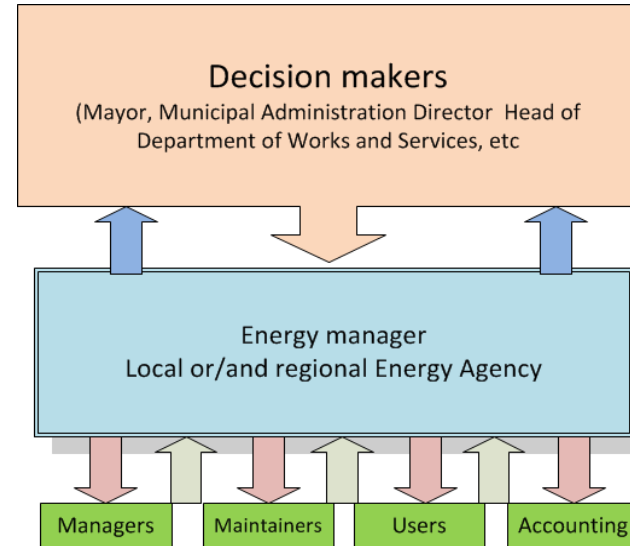 Decision makers
(Mayor, Municipal Administration Director  Head of
Department of Works and Services, etc
Energy manager
Local or/and regional Energy Agency
Managers
Maintainers
Users
Accounting